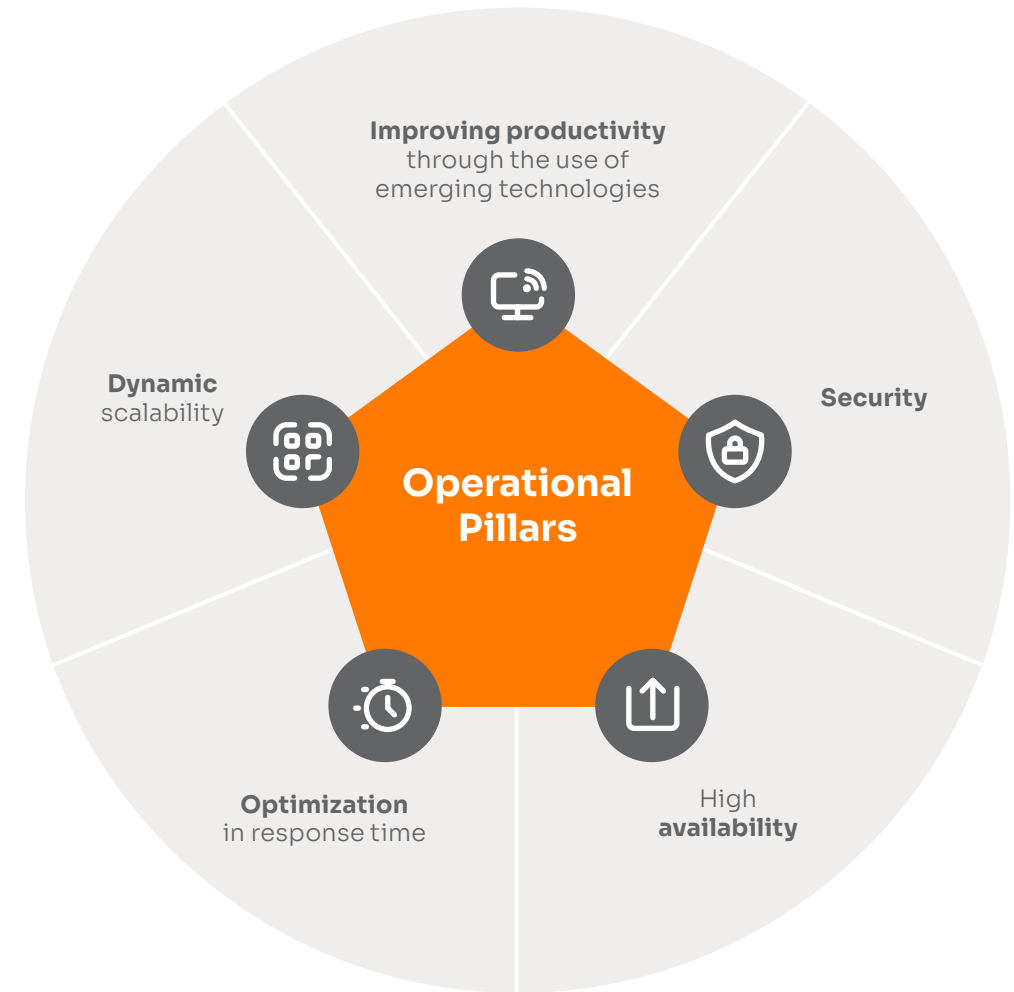 Improving productivity
through the use of
emerging technologies
Dynamic
scalability
Security
Operational
Pillars
Optimization
in response time
High
availability